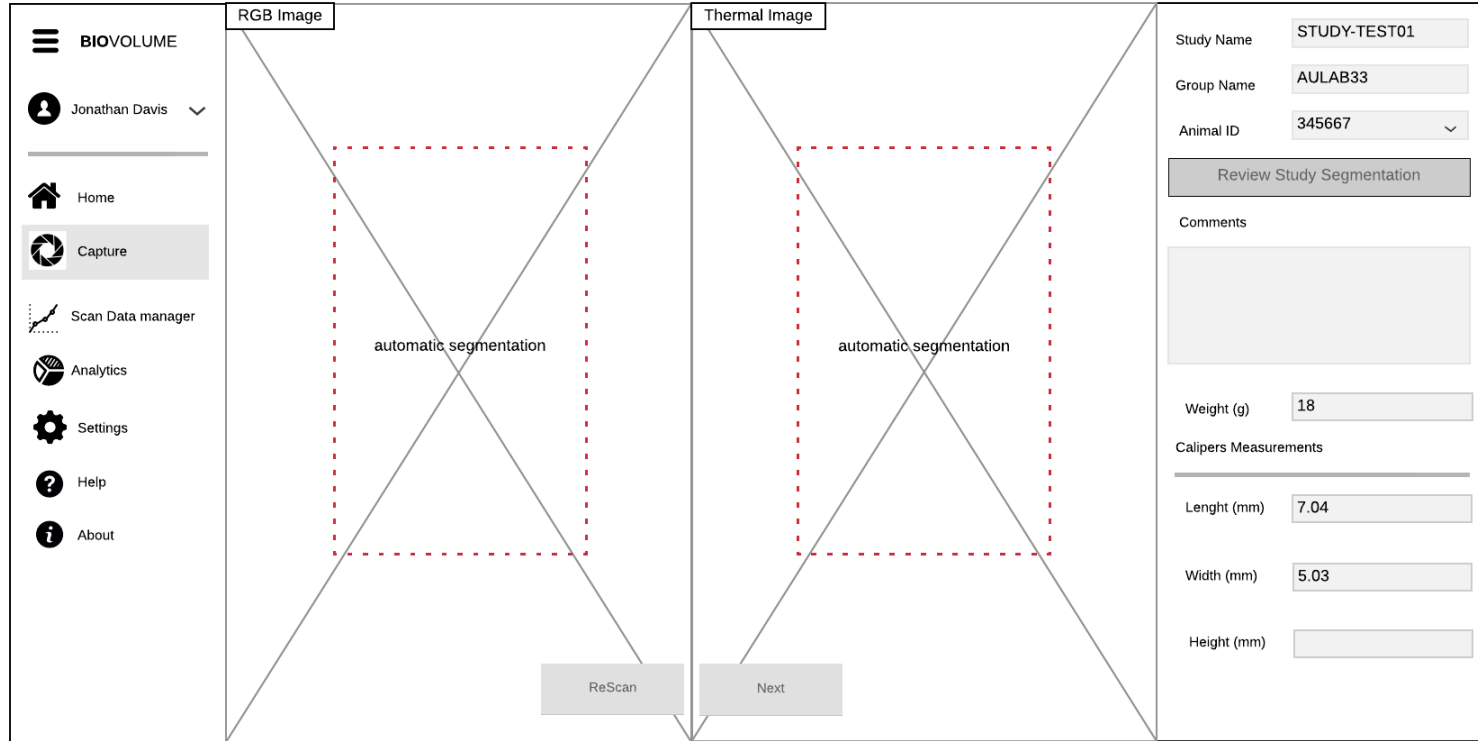 BIOVOLUME
Jonathan Davis
Home
Capture
Scan Data manager
Analytics
Settings
Help
About
RGB Image
automatic segmentation
ReScan
Thermal Image
automatic segmentation
Next
Study Name STUDY-TEST01
Group Name AULAB33
Animal ID 345667
Review Study Segmentation
Comments
Weight (g) 18
Calipers Measurements
Lenght (mm) 7.04
Width (mm) 5.03
Height (mm)